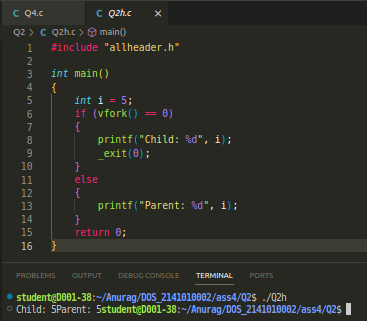 C Q4.c C Q2h.c ×
Q2 > C Q2h.c > main()
1 #include "allheader.h"
2
3 int main()
4 {
5 int i = 5;
6 if (vfork() == 0)
7 {
8 printf("Child: %d", i);
9 _exit(0);
10 }
11 else
12 {
13 printf("Parent: %d", i);
14 }
15 return 0;
16 }
PROBLEMS OUTPUT DEBUG CONSOLE TERMINAL PORTS
student@D001-38:~/Anurag/DOS_2141010002/ass4/Q2$ ./Q2h
Child: 5Parent: 5student@D001-38:~/Anurag/DOS_2141010002/ass4/Q2$